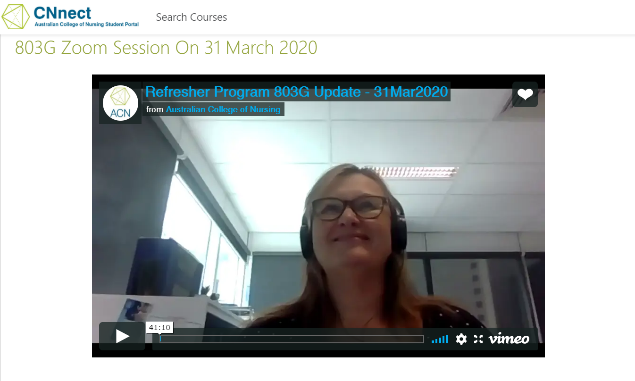 CNnect
Australian College of Nursing Student Portal
Search Courses
803G Zoom Session On 31 March 2020
Refresher Program 803G Update - 31Mar2020
from Australian College of Nursing
ACN
41:10
vimeo